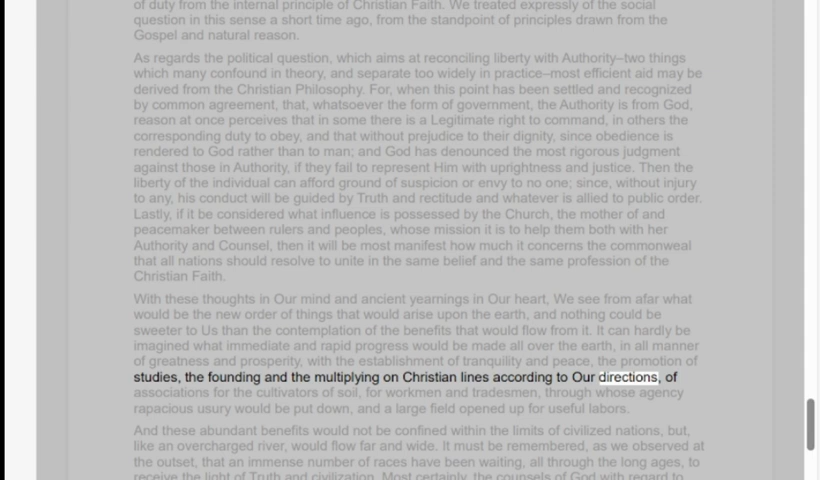 of duty from the internal principle of Christian Faith. We treated expressly of the social
question in this sense a short time ago, from the standpoint of principles drawn from the
Gospel and natural reason.
As regards the political question, which aims at reconciling liberty with Authority–two things
which many confound in theory, and separate too widely in practice–most efficient aid may be
derived from the Christian Philosophy. For, when this point has been settled and recognized
by common agreement, that, whatsoever the form of government, the Authority is from God,
reason at once perceives that in some there is a Legitimate right to command, in others the
corresponding duty to obey, and that without prejudice to their dignity, since obedience is
rendered to God rather than to man; and God has denounced the most rigorous judgment
against those in Authority, if they fail to represent Him with uprightness and justice. Then the
liberty of the individual can afford ground of suspicion or envy to no one; since, without injury
to any, his conduct will be guided by Truth and rectitude and whatever is allied to public order.
Lastly, if it be considered what influence is possessed by the Church, the mother of and
peacemaker between rulers and peoples, whose mission it is to help them both with her
Authority and Counsel, then it will be most manifest how much it concerns the commonweal
that all nations should resolve to unite in the same belief and the same profession of the
Christian Faith.
With these thoughts in Our mind and ancient yearnings in Our heart, We see from afar what
would be the new order of things that would arise upon the earth, and nothing could be
sweeter to Us than the contemplation of the benefits that would flow from it. It can hardly be
imagined what immediate and rapid progress would be made all over the earth, in all manner
of greatness and prosperity, with the establishment of tranquility and peace, the promotion of
studies, the founding and the multiplying on Christian lines according to Our directions, of
associations for the cultivators of soil, for workmen and tradesmen, through whose agency
rapacious usury would be put down, and a large field opened up for useful labors.
And these abundant benefits would not be confined within the limits of civilized nations, but,
like an overcharged river, would flow far and wide. It must be remembered, as we observed at
the outset, that an immense number of races have been waiting, all through the long ages, to
receive the light of Truth and civilization. Most certainly, the counsels of God with regard to